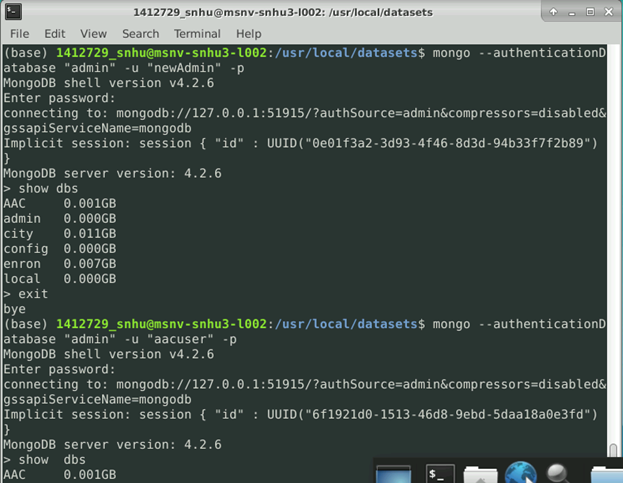 1412729_snhu@msnv-snhu3-l002: /usr/local/datasets
File Edit View Search Terminal Help
(base) 1412729_snhu@msnv-snhu3-l002:/usr/local/datasets$ mongo --authenticationD
atabase "admin" -u "newAdmin" -p
MongoDB shell version v4.2.6
Enter password:
connecting to: mongodb://127.0.0.1:51915/?authSource=admin&compressors=disabled&
gssapiServiceName=mongodb
Implicit session: session { "id" : UUID("0e01f3a2-3d93-4f46-8d3d-94b33f7f2b89")
}
MongoDB server version: 4.2.6
> show dbs
AAC     0.001GB
admin   0.000GB
city    0.011GB
config  0.000GB
enron   0.007GB
local   0.000GB
> exit
bye
(base) 1412729_snhu@msnv-snhu3-l002:/usr/local/datasets$ mongo --authenticationD
atabase "admin" -u "aacuser" -p
MongoDB shell version v4.2.6
Enter password:
connecting to: mongodb://127.0.0.1:51915/?authSource=admin&compressors=disabled&
gssapiServiceName=mongodb
Implicit session: session { "id" : UUID("6f1921d0-1513-46d8-9ebd-5daa18a0e3fd")
}
MongoDB server version: 4.2.6
> show  dbs
AAC     0.001GB
$_